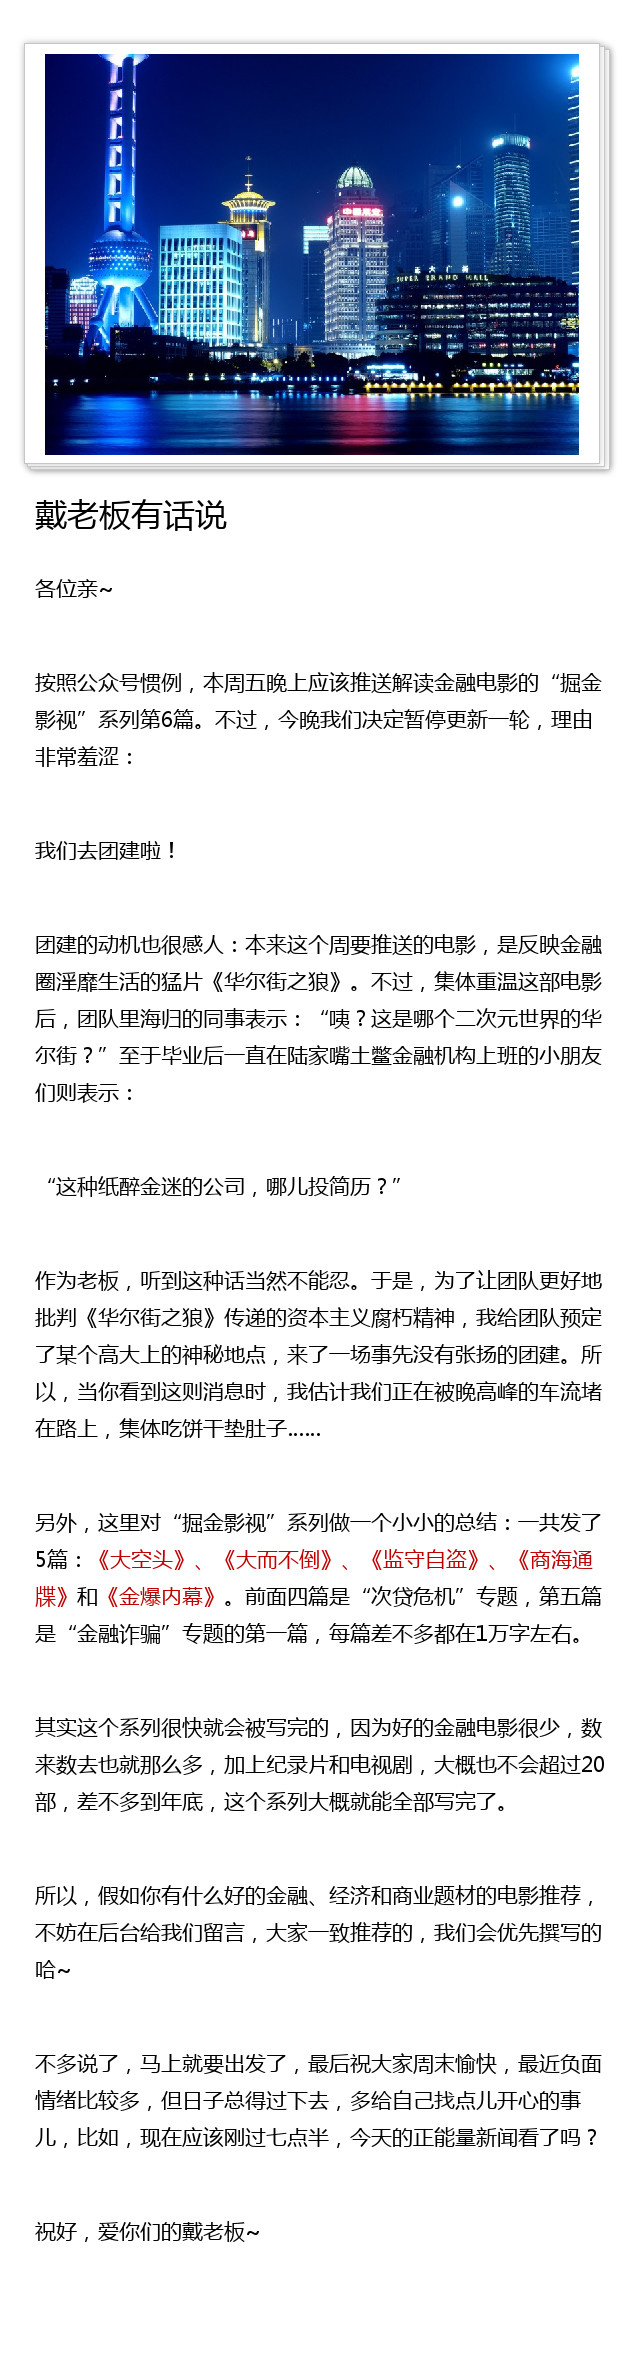 正大广场
SUPER BRAND MALL
戴老板有话说
各位亲~
按照公众号惯例，本周五晚上应该推送解读金融电影的“掘金
影视”系列第6篇。不过，今晚我们决定暂停更新一轮，理由
非常羞涩：
我们去团建啦！
团建的动机也很感人：本来这个周要推送的电影，是反映金融
圈淫靡生活的猛片《华尔街之狼》。不过，集体重温这部电影
后，团队里海归的同事表示：“咦？这是哪个二次元世界的华
尔街？”至于毕业后一直在陆家嘴土鳖金融机构上班的小朋友
们则表示：
“这种纸醉金迷的公司，哪儿投简历？”
作为老板，听到这种话当然不能忍。于是，为了让团队更好地
批判《华尔街之狼》传递的资本主义腐朽精神，我给团队预定
了某个高大上的神秘地点，来了一场事先没有张扬的团建。所
以，当你看到这则消息时，我估计我们正在被晚高峰的车流堵
在路上，集体吃饼干垫肚子……
另外，这里对“掘金影视”系列做一个小小的总结：一共发了
5篇：《大空头》、《大而不倒》、《监守自盗》、《商海通
牒》和《金爆内幕》。前面四篇是“次贷危机”专题，第五篇
是“金融诈骗”专题的第一篇，每篇差不多都在1万字左右。
其实这个系列很快就会被写完的，因为好的金融电影很少，数
来数去也就那么多，加上纪录片和电视剧，大概也不会超过20
部，差不多到年底，这个系列大概就能全部写完了。
所以，假如你有什么好的金融、经济和商业题材的电影推荐，
不妨在后台给我们留言，大家一致推荐的，我们会优先撰写的
哈~
不多说了，马上就要出发了，最后祝大家周末愉快，最近负面
情绪比较多，但日子总得过下去，多给自己找点儿开心的事
儿，比如，现在应该刚过七点半，今天的正能量新闻看了吗？
祝好，爱你们的戴老板~